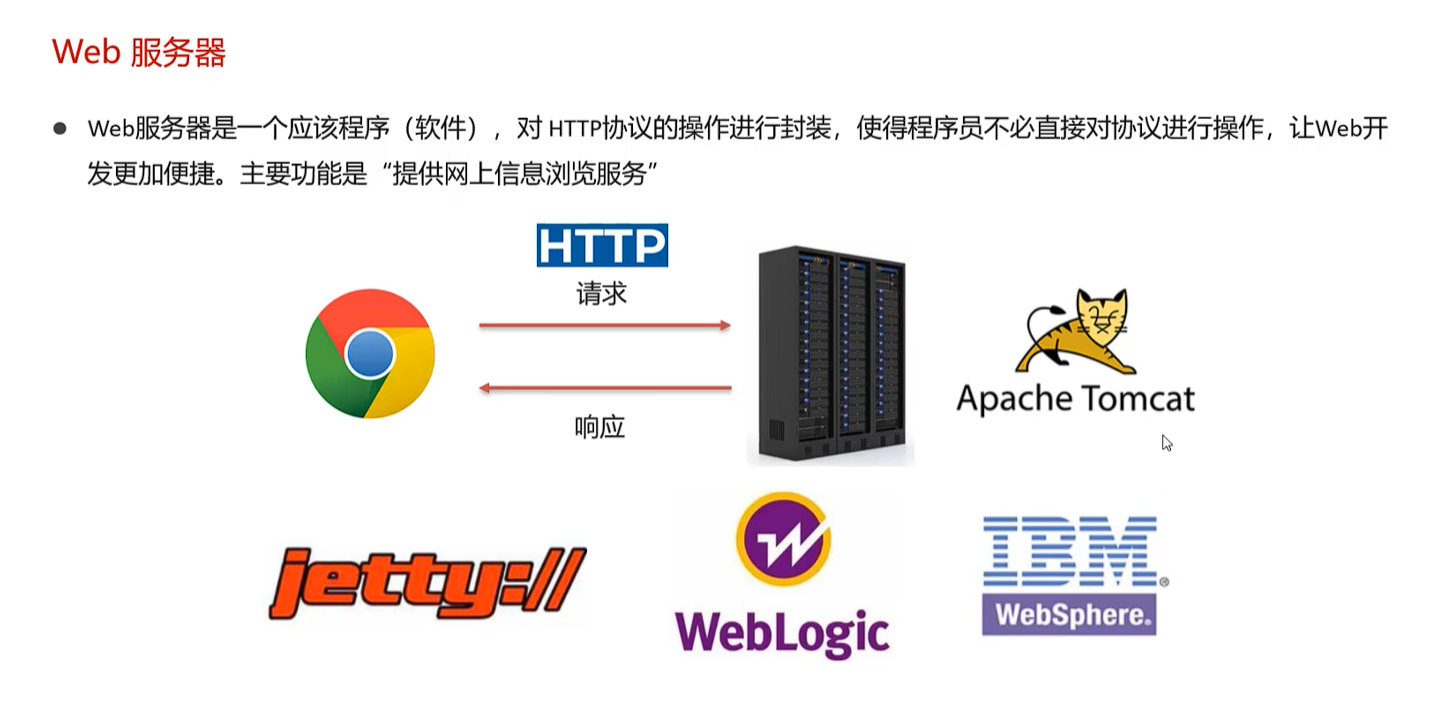 Web 服务器
● Web服务器是一个应该程序（软件），对 HTTP协议的操作进行封装，使得程序员不必直接对协议进行操作，让Web开
发更加便捷。主要功能是“提供网上信息浏览服务”
HTTP
请求
响应
Apache Tomcat
jetty://
WebLogic
IBM®
WebSphere.